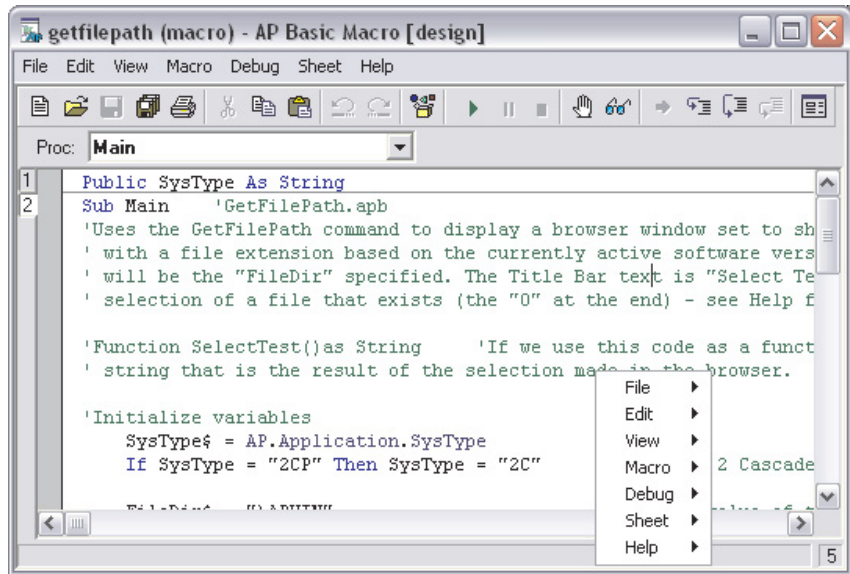 getfilepath (macro) - AP Basic Macro [design]
File Edit View Macro Debug Sheet Help
Proc: Main
1 Public SysType As String
2 Sub Main 'GetFilePath.apb
'Uses the GetFilePath command to display a browser window set to sh
' with a file extension based on the currently active software vers
' will be the "FileDir" specified. The Title Bar text is "Select Te
' selection of a file that exists (the "0" at the end) - see Help f
'Function SelectTest()as String 'If we use this code as a funct
' string that is the result of the selection made in the browser.
'Initialize variables
SysType$ = AP.Application.SysType
If SysType = "2CP" Then SysType = "2C" 2 Cascade
File
Edit
View
Macro
Debug
Sheet
Help
5